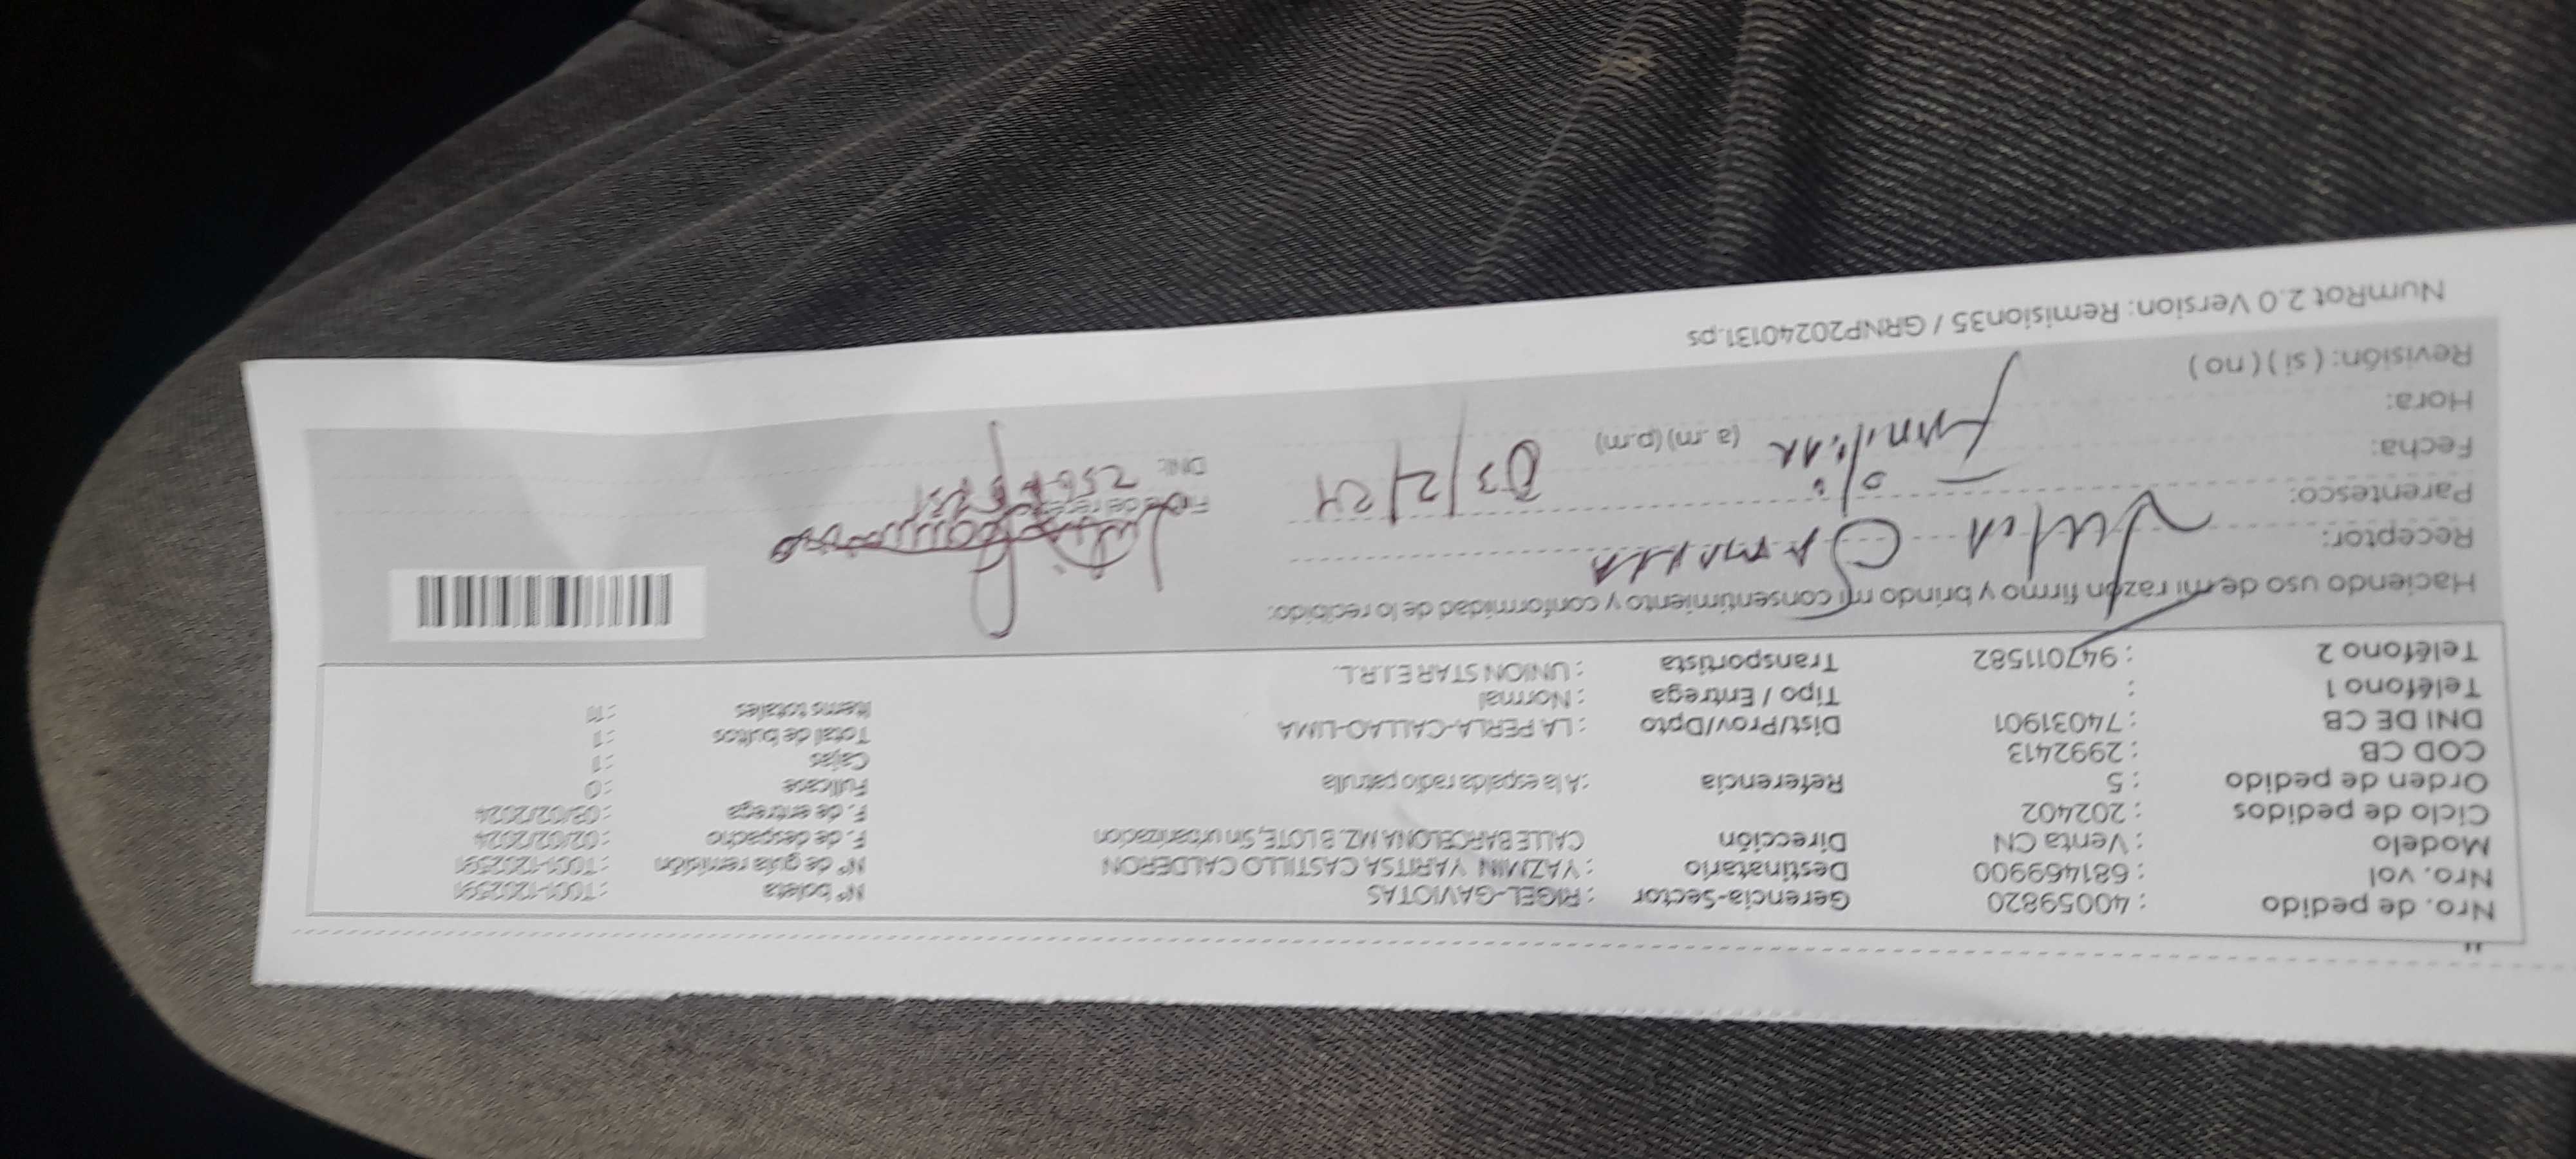 Nro. de pedido : 40059820 Gerencia-Sector : RIGEL-GAVIOTAS Nº boleta : T001-1202591
Nro. vol : 681469900 Destinatario : YAZMIN YARITSA CASTILLO CALDERON Nº de guía remisión : T001-1202591
Modelo : Venta CN Dirección CALLE BARCELONA MZ. B LOTE, Sin urbanizacion F. de despacho : 02/02/2024
Ciclo de pedidos : 202402 F. de entrega : 03/02/2024
Orden de pedido : 5 Referencia : A la espalda radio patrulla Fullcase : 0
COD CB : 2992413 Cajas : 1
DNI DE CB : 74031901 Dist/Prov/Dpto : LA PERLA-CALLAO-LIMA Total de bultos : 1
Teléfono 1 : Tipo / Entrega : Normal Items totales : 11
Teléfono 2 : 947011582 Transportista : UNION STAR E.I.R.L.
Haciendo uso de mi razón firmo y brindo mi consentimiento y conformidad de lo recibido:
Receptor: Julia
Parentesco:
Fecha: Familiar 03/2/24
Hora: (a.m) (p.m) DNI:
Revisión: ( si ) ( no )
NumRot 2.0 Version: Remision35 / GRNP20240131.ps